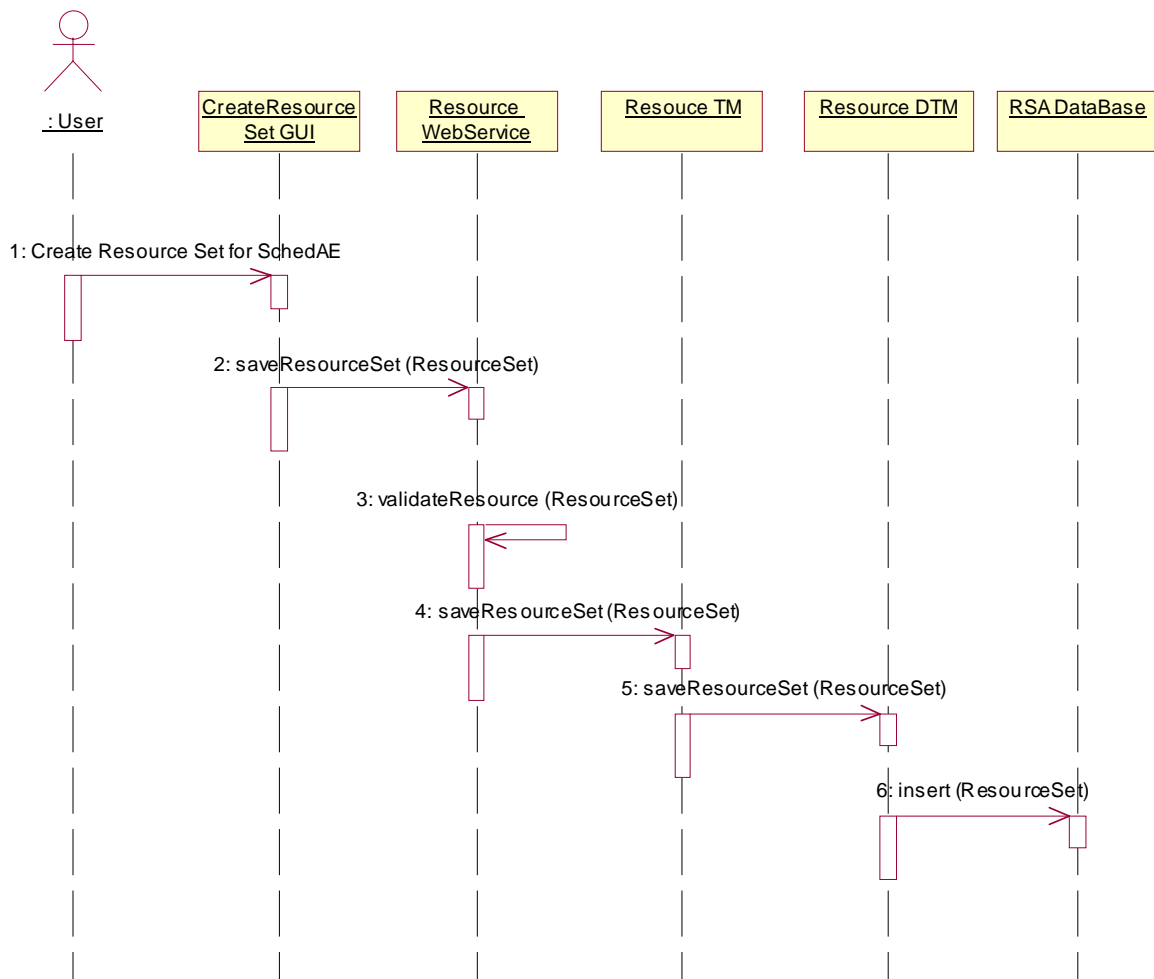 : User
CreateResource
Set GUI
Resource
WebService
Resouce TM
Resource DTM
RSA DataBase
1: Create Resource Set for SchedAE
2: saveResourceSet (ResourceSet)
3: validateResource (ResourceSet)
4: saveResourceSet (ResourceSet)
5: saveResourceSet (ResourceSet)
6: insert (ResourceSet)